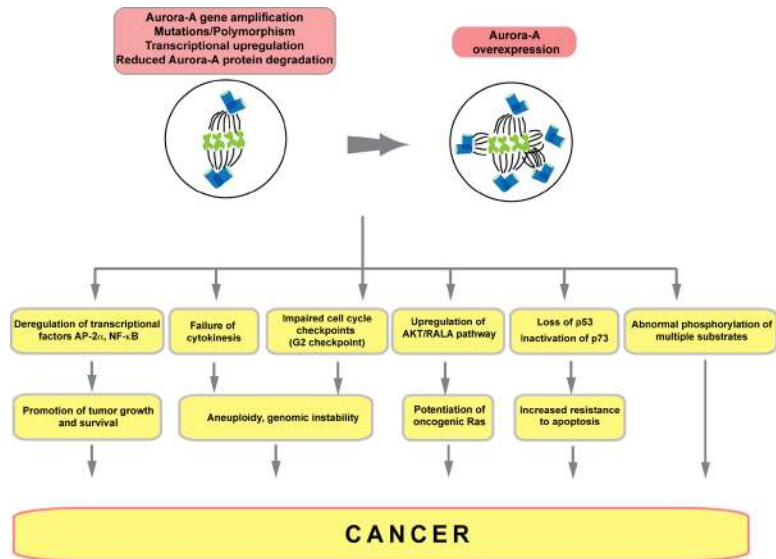 Aurora-A gene amplification
Mutations/Polymorphism
Transcriptional upregulation
Reduced Aurora-A protein degradation
Aurora-A
overexpression
Deregulation of transcriptional
factors AP-2α, NF-κB
Failure of
cytokinesis
Impaired cell cycle
checkpoints
(G2 checkpoint)
Upregulation of
AKT/RALA pathway
Loss of p53
Inactivation of p73
Abnormal phosphorylation of
multiple substrates
Promotion of tumor growth
and survival
Aneuploidy, genomic instability
Potentiation of
oncogenic Ras
Increased resistance
to apoptosis
CANCER